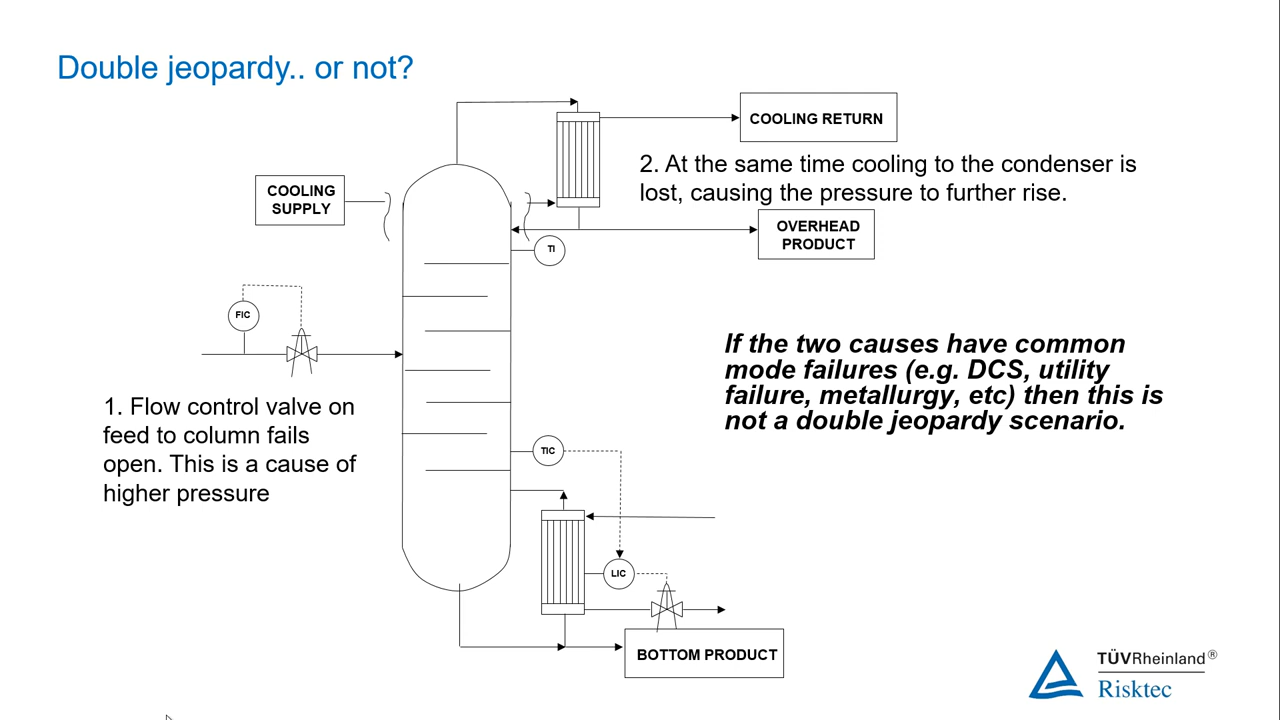 Double jeopardy.. or not?
COOLING RETURN
2. At the same time cooling to the condenser is
lost, causing the pressure to further rise.
COOLING
SUPPLY
OVERHEAD
PRODUCT
TI
FIC
If the two causes have common
mode failures (e.g. DCS, utility
failure, metallurgy, etc) then this is
not a double jeopardy scenario.
1. Flow control valve on
feed to column fails
open. This is a cause of
higher pressure
TIC
LIC
BOTTOM PRODUCT
TÜVRheinland®
Risktec